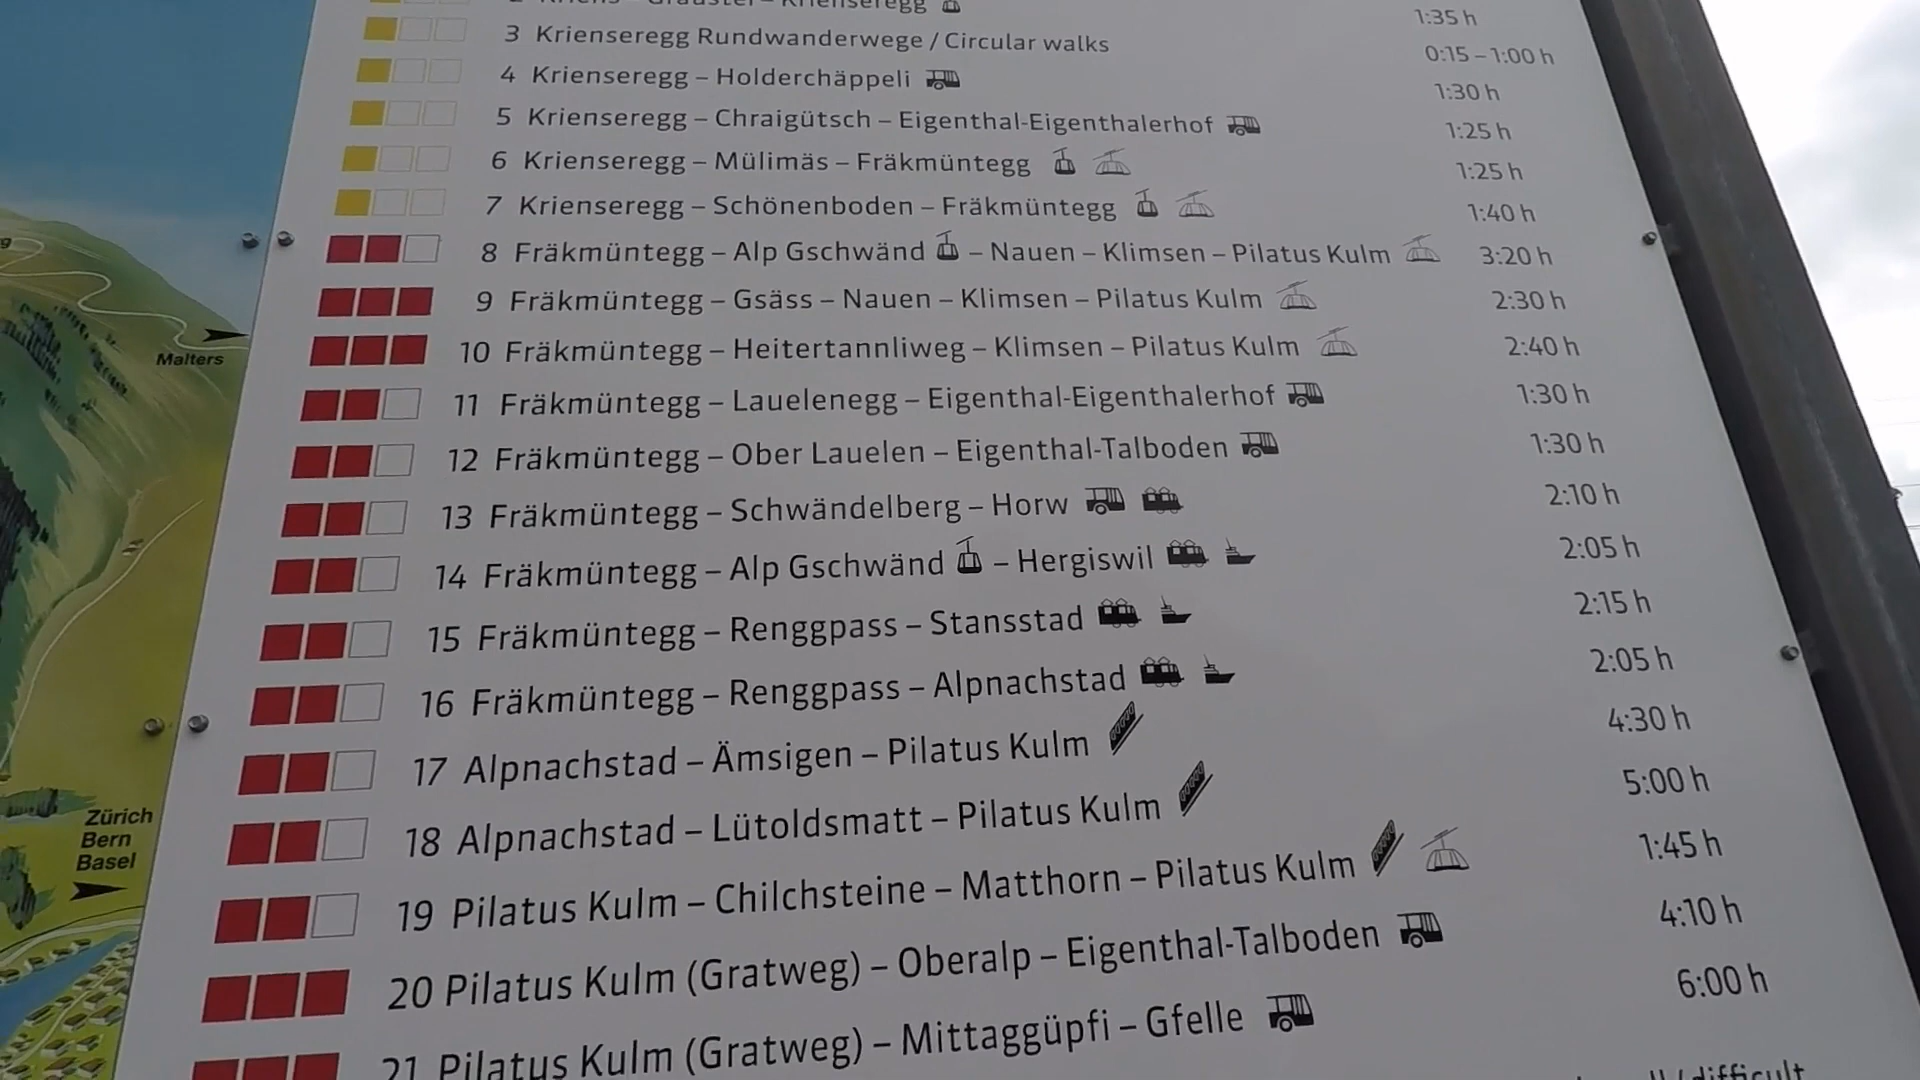 Kriens – Krienseregg 1:35 h
3 Krienseregg Rundwanderwege / Circular walks 0:15 – 1:00 h
4 Krienseregg – Holderchäppeli 1:30 h
5 Krienseregg – Chraigütsch – Eigenthal-Eigenthalerhof 1:25 h
6 Krienseregg – Mülimäs – Fräkmüntegg 1:25 h
7 Krienseregg – Schönenboden – Fräkmüntegg 1:40 h
8 Fräkmüntegg – Alp Gschwänd – Nauen – Klimsen – Pilatus Kulm 3:20 h
9 Fräkmüntegg – Gsäss – Nauen – Klimsen – Pilatus Kulm 2:30 h
10 Fräkmüntegg – Heitertannliweg – Klimsen – Pilatus Kulm 2:40 h
11 Fräkmüntegg – Lauelenegg – Eigenthal-Eigenthalerhof 1:30 h
12 Fräkmüntegg – Ober Lauelen – Eigenthal-Talboden 1:30 h
13 Fräkmüntegg – Schwändelberg – Horw 2:10 h
14 Fräkmüntegg – Alp Gschwänd – Hergiswil 2:05 h
15 Fräkmüntegg – Renggpass – Stansstad 2:15 h
16 Fräkmüntegg – Renggpass – Alpnachstad 2:05 h
17 Alpnachstad – Ämsigen – Pilatus Kulm 4:30 h
18 Alpnachstad – Lütoldsmatt – Pilatus Kulm 5:00 h
19 Pilatus Kulm – Chilchsteine – Matthorn – Pilatus Kulm 1:45 h
20 Pilatus Kulm (Gratweg) – Oberalp – Eigenthal-Talboden 4:10 h
21 Pilatus Kulm (Gratweg) – Mittaggüpfi – Gfelle 6:00 h
/ difficult
Malters
Zürich
Bern
Basel